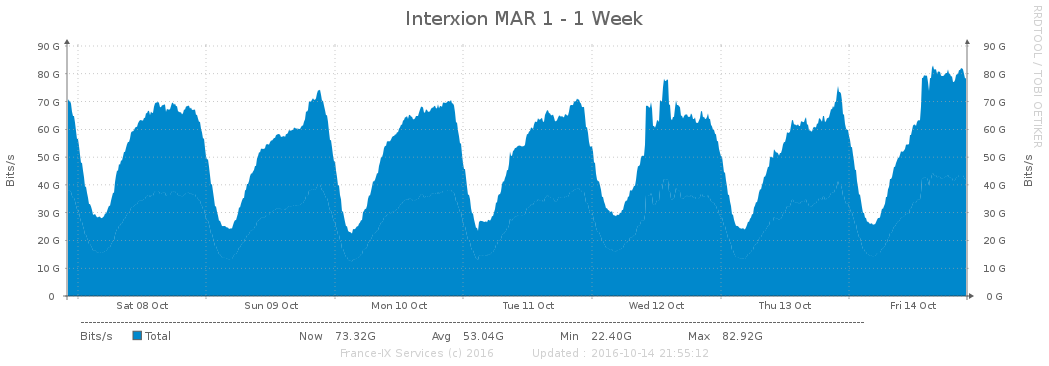 Interxion MAR 1 - 1 Week
RRDTOOL / TOBI OETIKER
90 G 90 G
80 G 80 G
70 G 70 G
60 G 60 G
50 G 50 G
40 G 40 G
30 G 30 G
20 G 20 G
10 G 10 G
0 0 G
Bits/s
Bits/s
Sat 08 Oct Sun 09 Oct Mon 10 Oct Tue 11 Oct Wed 12 Oct Thu 13 Oct Fri 14 Oct
Bits/s Total Now 73.32G Avg 53.04G Min 22.40G Max 82.92G
France-IX Services (c) 2016 Updated : 2016-10-14 21:55:12